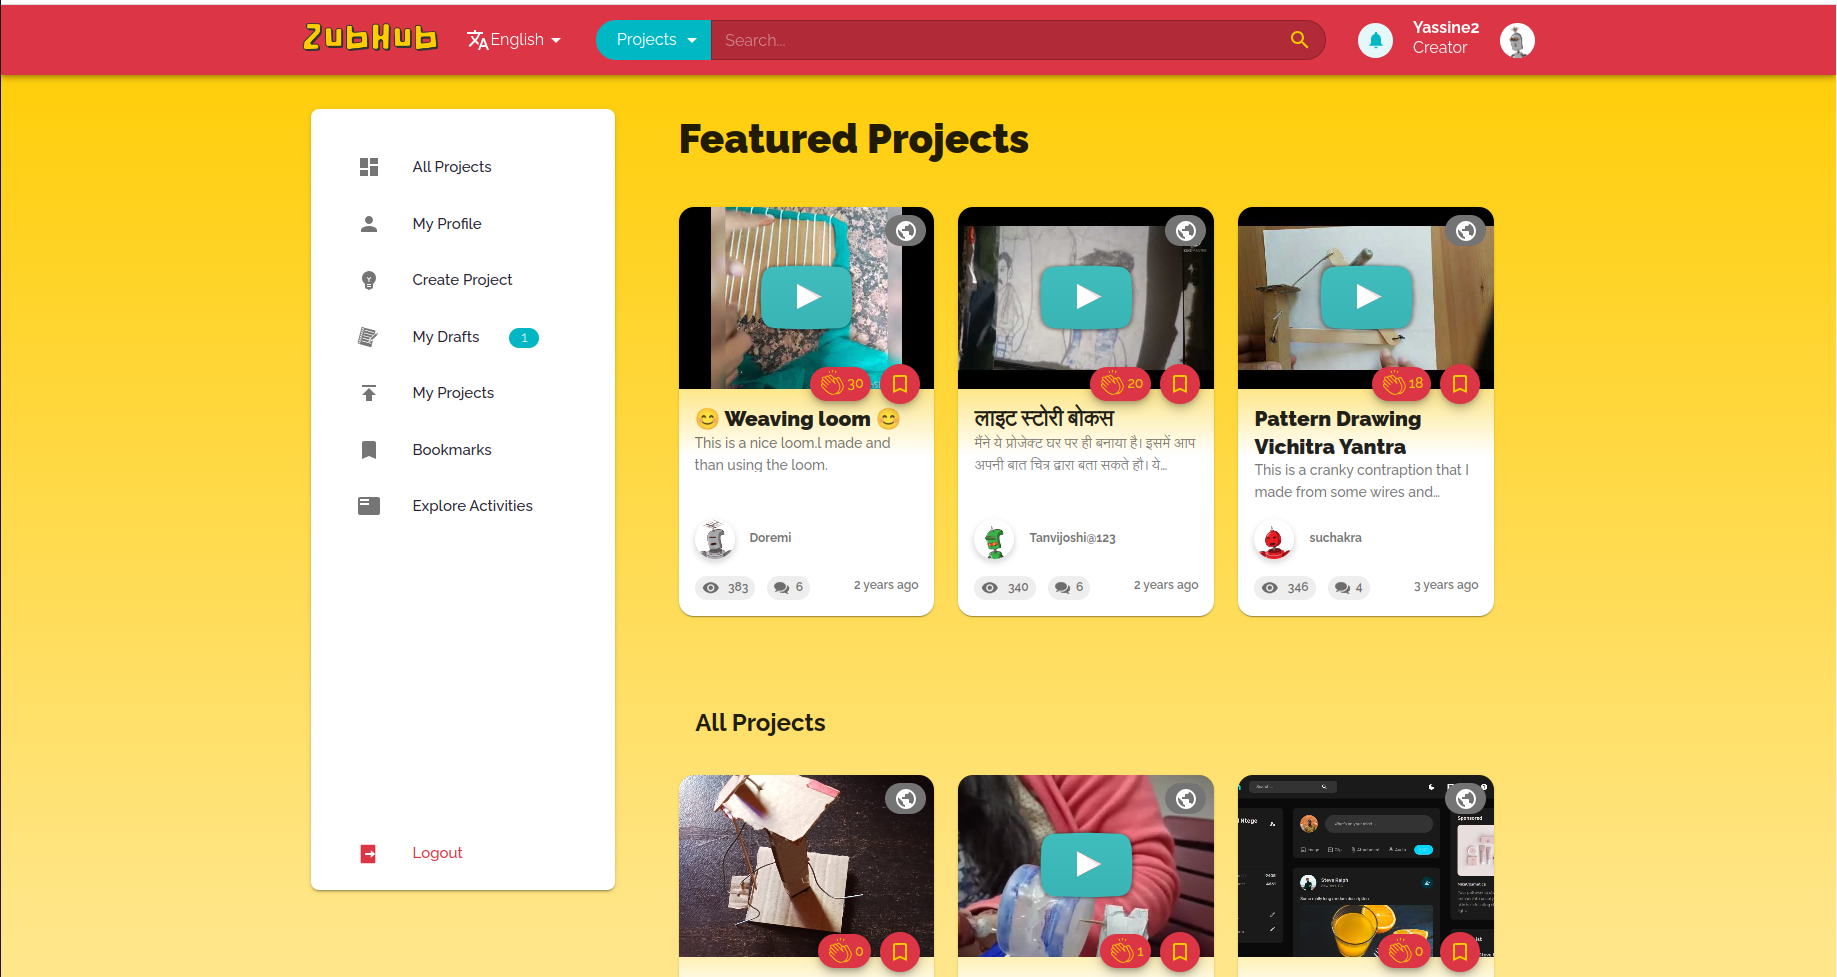 ZubHub
English
Projects
Search...
Yassine2
Creator
All Projects
My Profile
Create Project
My Drafts 1
My Projects
Bookmarks
Explore Activities
Logout
Featured Projects
30
😊 Weaving loom 😊
This is a nice loom.l made and
than using the loom.
Doremi
383 6 2 years ago
20
लाइट स्टोरी बोकस
मैंने ये प्रोजेक्ट घर पर ही बनाया है। इसमें आप
अपनी बात चित्र द्वारा बता सकते हौ। ये...
Tanvijoshi@123
340 6 2 years ago
18
Pattern Drawing
Vichitra Yantra
This is a cranky contraption that I
made from some wires and...
suchakra
346 4 3 years ago
All Projects
0
1
Search...
Sponsored
Steve Ralph
0